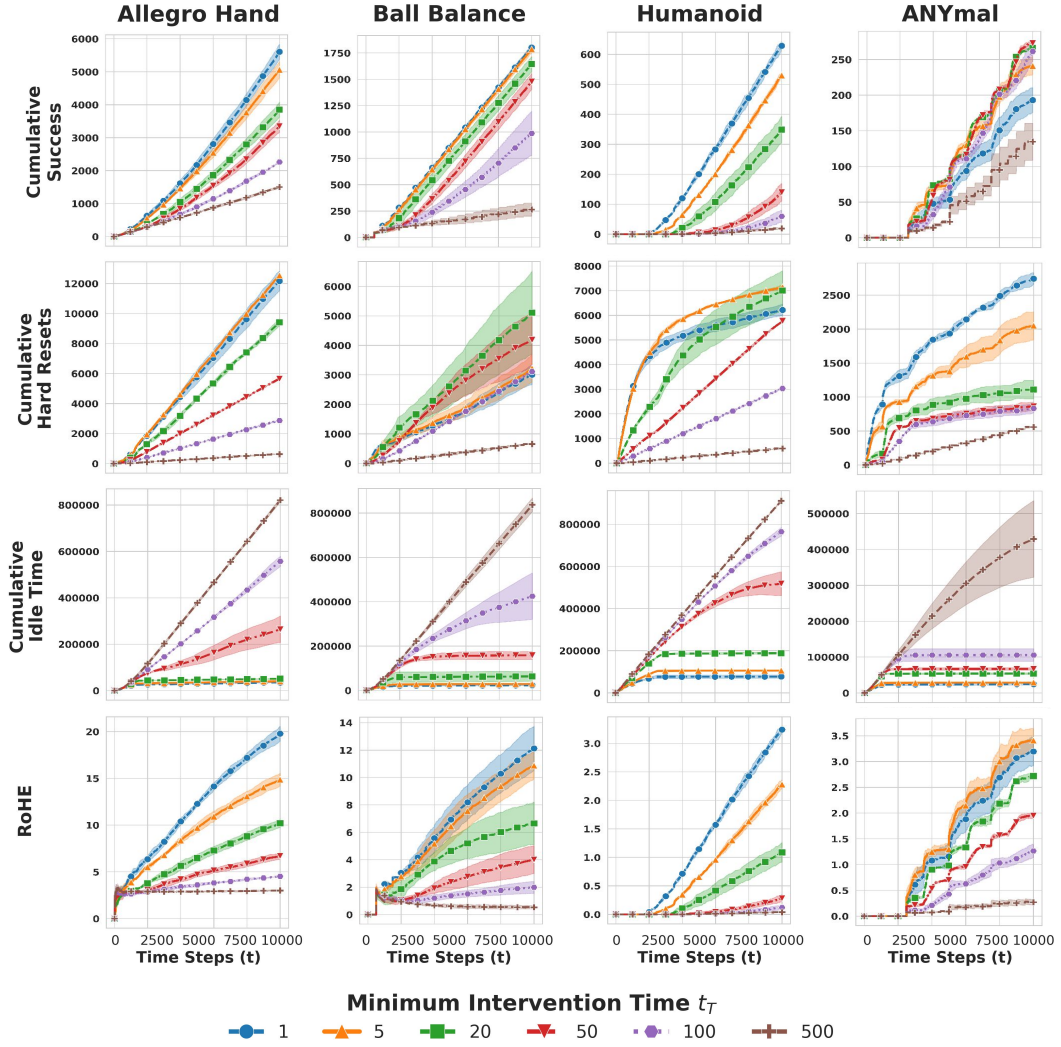 Allegro Hand Ball Balance Humanoid ANYmal
Cumulative
Success
6000 5000 4000 3000 2000 1000 0
1750 1500 1250 1000 750 500 250 0
600 500 400 300 200 100 0
250 200 150 100 50 0
Cumulative
Hard Resets
12000 10000 8000 6000 4000 2000 0
6000 5000 4000 3000 2000 1000 0
8000 7000 6000 5000 4000 3000 2000 1000 0
2500 2000 1500 1000 500 0
Cumulative
Idle Time
800000 600000 400000 200000 0
800000 600000 400000 200000 0
800000 600000 400000 200000 0
500000 400000 300000 200000 100000 0
RoHE
20 15 10 5 0
14 12 10 8 6 4 2 0
3.0 2.5 2.0 1.5 1.0 0.5 0.0
3.5 3.0 2.5 2.0 1.5 1.0 0.5 0.0
0 2500 5000 7500 10000 0 2500 5000 7500 10000 0 2500 5000 7500 10000 0 2500 5000 7500 10000
Time Steps (t) Time Steps (t) Time Steps (t) Time Steps (t)
Minimum Intervention Time t_T
1 5 20 50 100 500